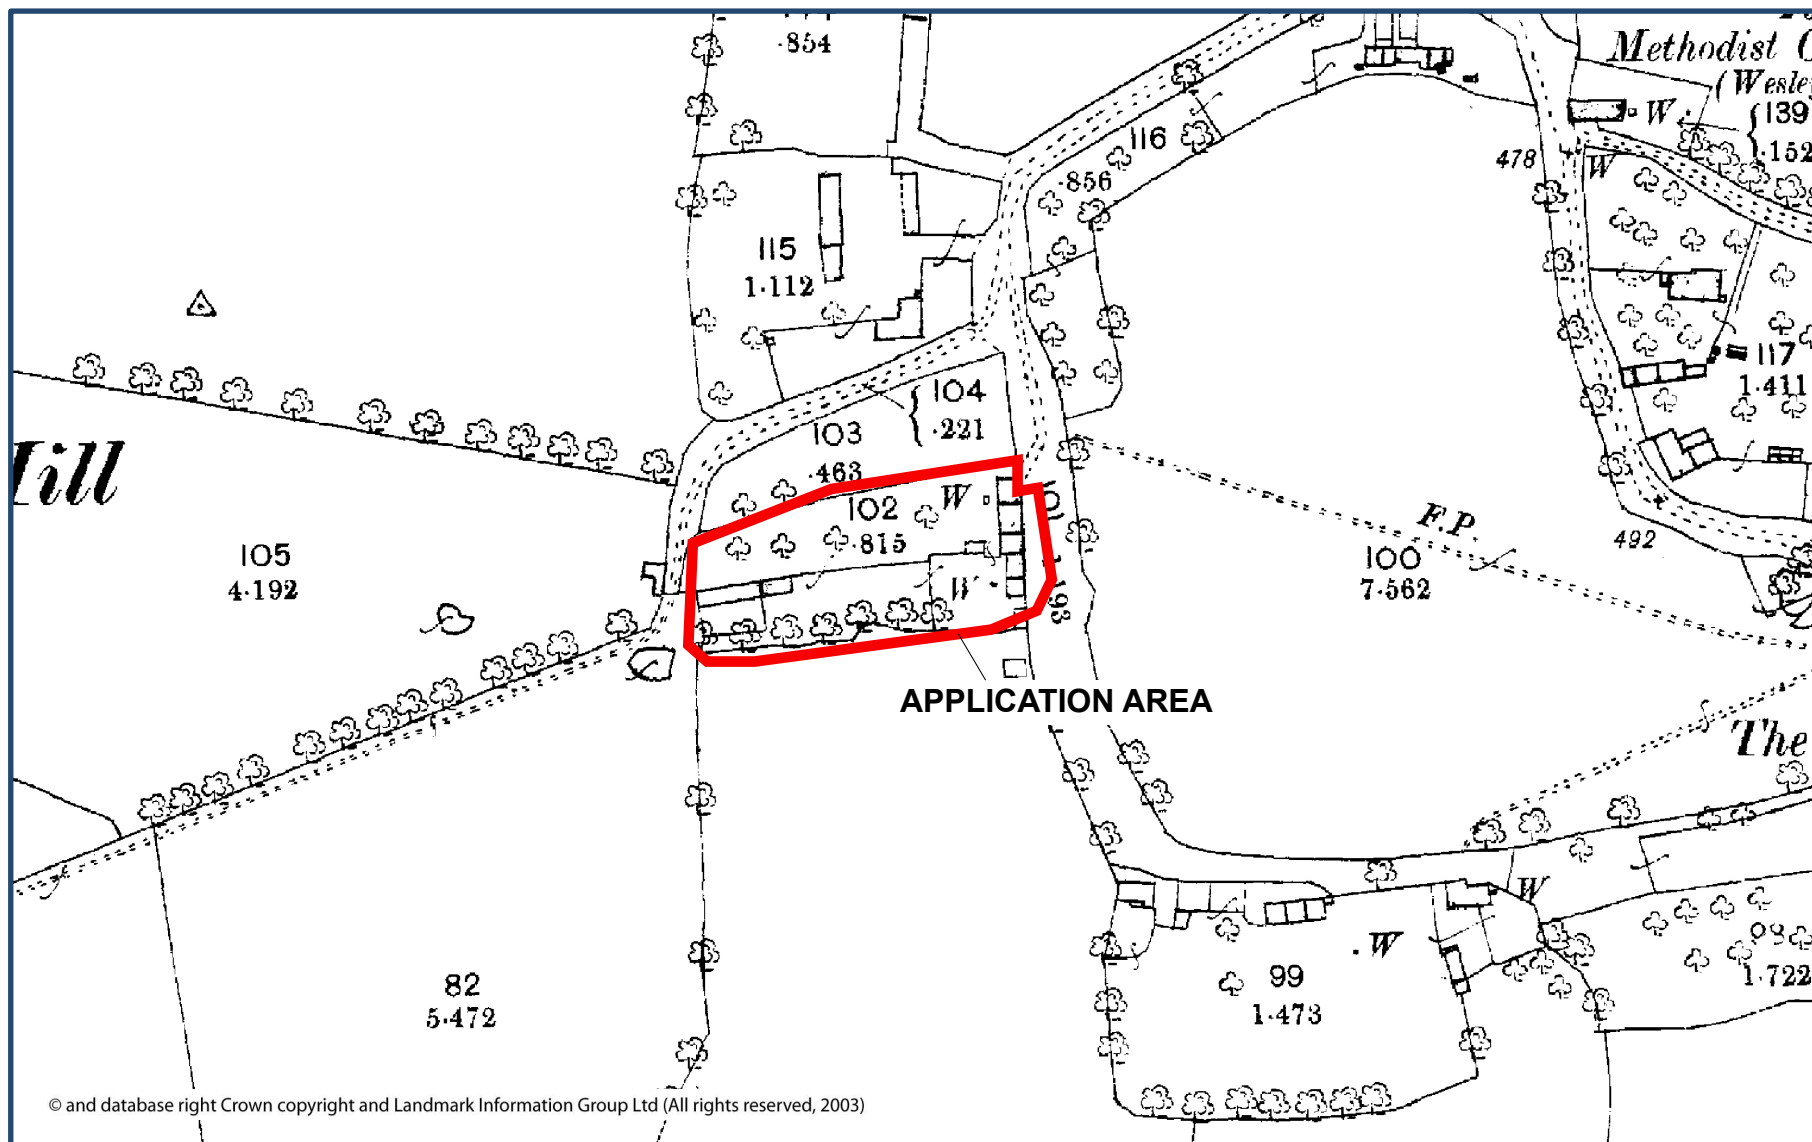 ·854
Methodist
116
·856
W
139
·152
478
W
115
1·112
117
1·411
104
·221
103
·463
W
102
·815
101
F.P.
492
105
4·192
100
7·562
W
APPLICATION AREA
The
W
W
99
1·473
1·722
82
5·472
© and database right Crown copyright and Landmark Information Group Ltd (All rights reserved, 2003)